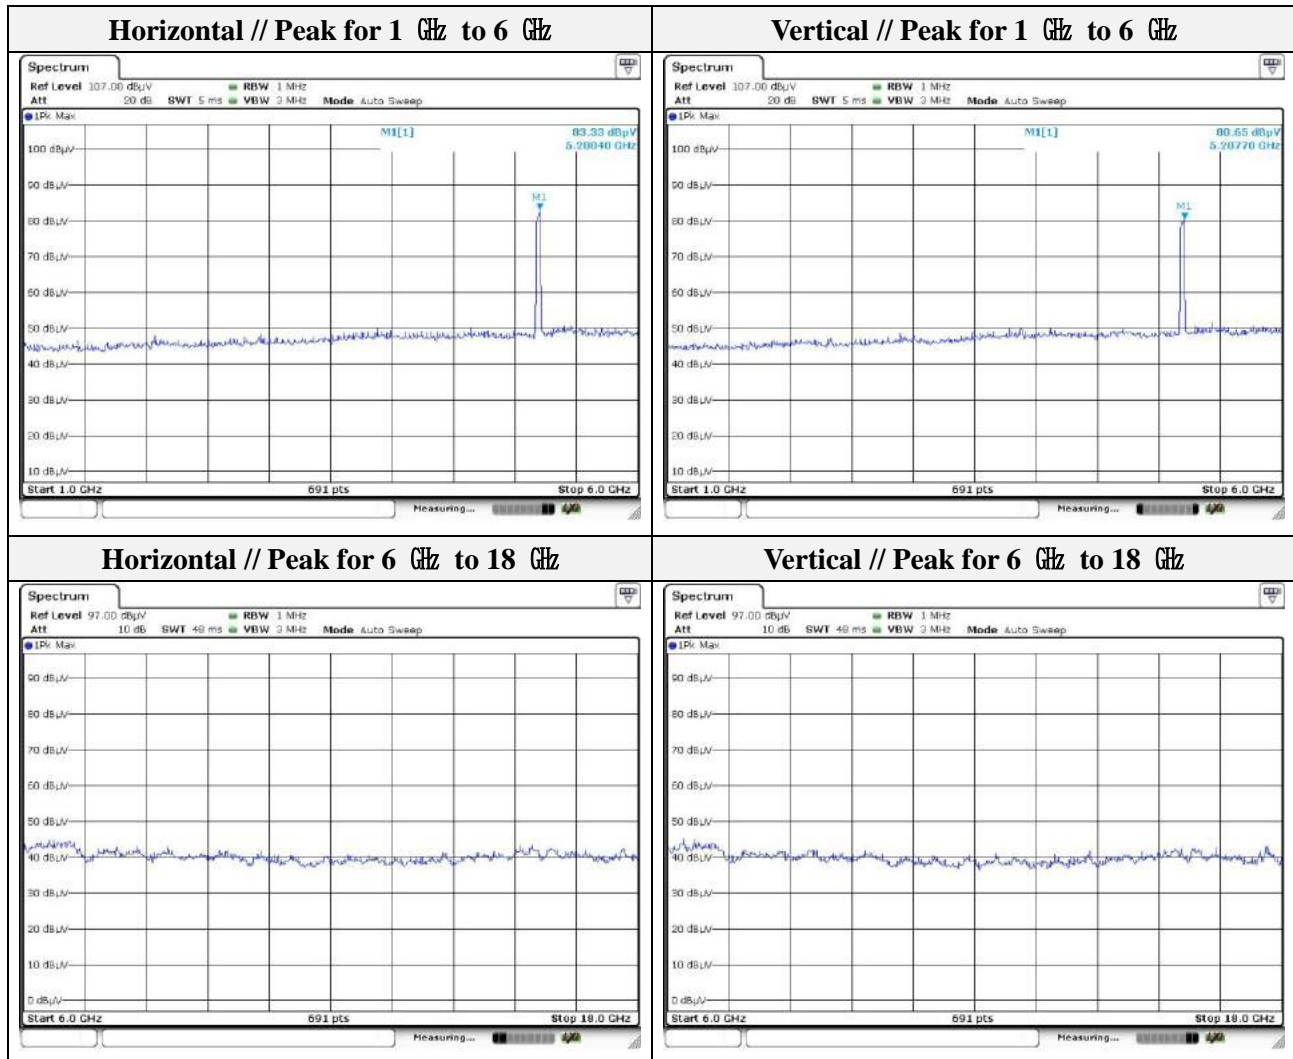 Horizontal // Peak for 1 ㎓ to 6 ㎓
Spectrum
Ref Level 107.00 dBµV RBW 1 MHz
Att 20 dB SWT 5 ms VBW 3 MHz Mode Auto Sweep
1Pk Max
M1[1] 83.33 dBµV
5.20040 GHz
100 dBµV
90 dBµV
M1
80 dBµV
70 dBµV
60 dBµV
50 dBµV
40 dBµV
30 dBµV
20 dBµV
10 dBµV
Start 1.0 GHz 691 pts Stop 6.0 GHz
Measuring...
Vertical // Peak for 1 ㎓ to 6 ㎓
Spectrum
Ref Level 107.00 dBµV RBW 1 MHz
Att 20 dB SWT 5 ms VBW 3 MHz Mode Auto Sweep
1Pk Max
M1[1] 80.65 dBµV
5.20770 GHz
100 dBµV
90 dBµV
M1
80 dBµV
70 dBµV
60 dBµV
50 dBµV
40 dBµV
30 dBµV
20 dBµV
10 dBµV
Start 1.0 GHz 691 pts Stop 6.0 GHz
Measuring...
Horizontal // Peak for 6 ㎓ to 18 ㎓
Spectrum
Ref Level 97.00 dBµV RBW 1 MHz
Att 10 dB SWT 48 ms VBW 3 MHz Mode Auto Sweep
1Pk Max
90 dBµV
80 dBµV
70 dBµV
60 dBµV
50 dBµV
40 dBµV
30 dBµV
20 dBµV
10 dBµV
0 dBµV
Start 6.0 GHz 691 pts Stop 18.0 GHz
Measuring...
Vertical // Peak for 6 ㎓ to 18 ㎓
Spectrum
Ref Level 97.00 dBµV RBW 1 MHz
Att 10 dB SWT 48 ms VBW 3 MHz Mode Auto Sweep
1Pk Max
90 dBµV
80 dBµV
70 dBµV
60 dBµV
50 dBµV
40 dBµV
30 dBµV
20 dBµV
10 dBµV
0 dBµV
Start 6.0 GHz 691 pts Stop 18.0 GHz
Measuring...